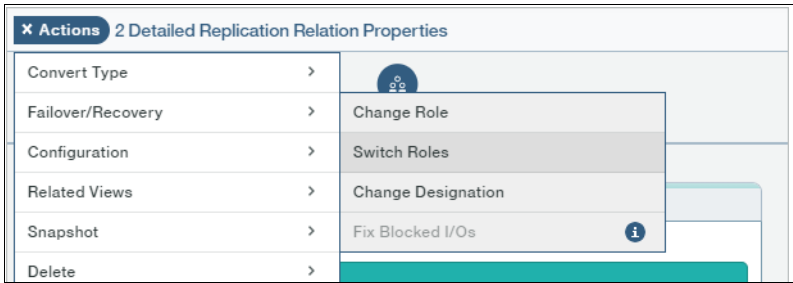 × Actions 2 Detailed Replication Relation Properties
Convert Type >
Failover/Recovery > Change Role
Configuration > Switch Roles
Related Views > Change Designation
Snapshot > Fix Blocked I/Os i
Delete >